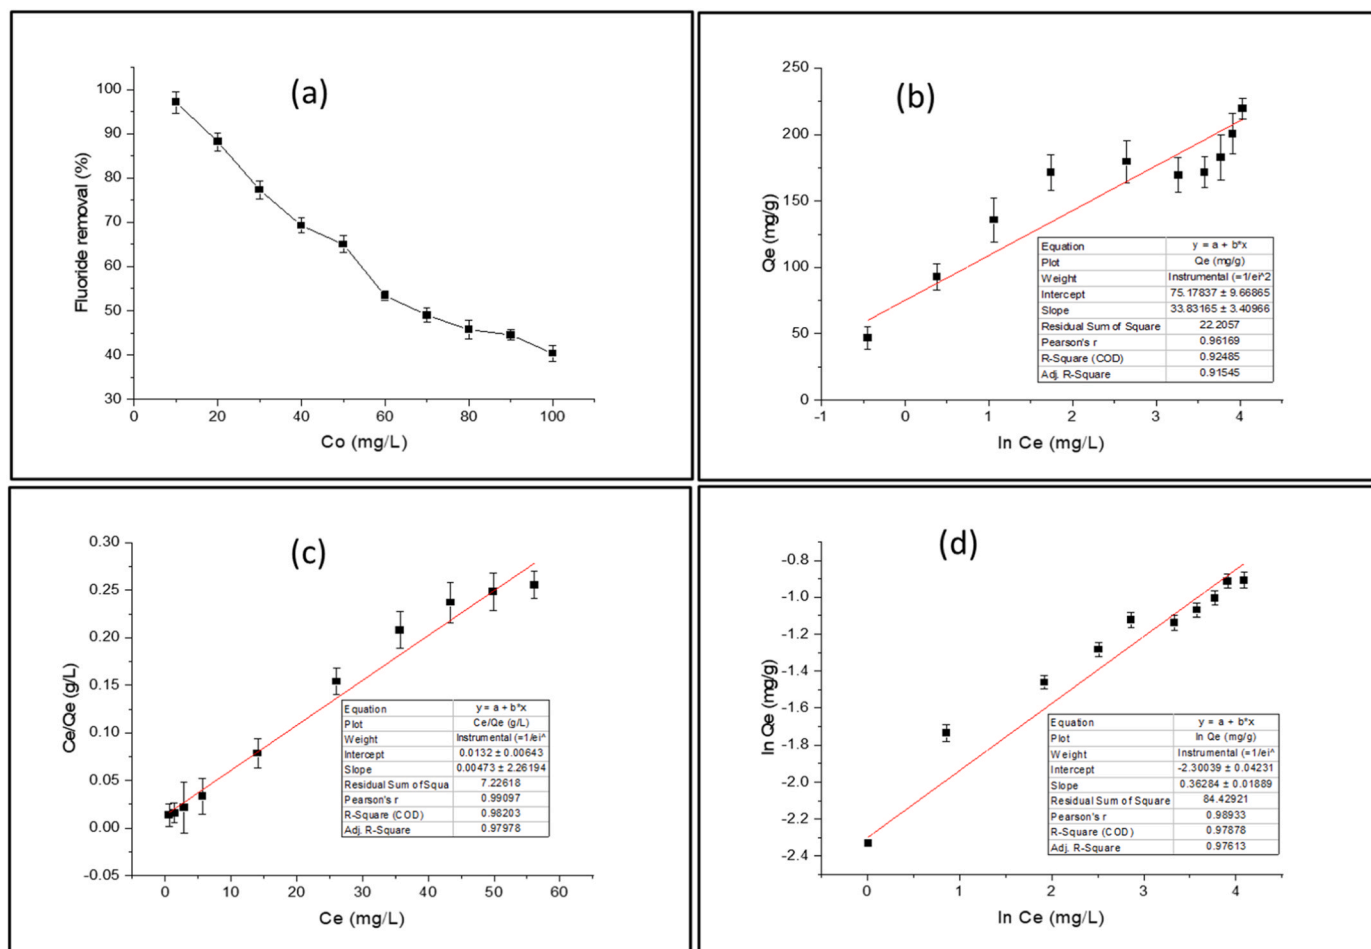 (a)
100
90
80
70
60
50
40
30
0
20
40
60
80
100
Fluoride removal (%)
Co (mg/L)
(b)
250
200
150
100
50
0
-1
0
1
2
3
4
Qe (mg/g)
ln Ce (mg/L)
Equation y = a + b*x
Plot Qe (mg/g)
Weight Instrumental (=1/ei^2
Intercept 75.17837 ± 9.66865
Slope 33.83165 ± 3.40966
Residual Sum of Square 22.2057
Pearson's r 0.96169
R-Square (COD) 0.92485
Adj. R-Square 0.91545
(c)
0.30
0.25
0.20
0.15
0.10
0.05
0.00
-0.05
0
10
20
30
40
50
60
Ce/Qe (g/L)
Ce (mg/L)
Equation y = a + b*x
Plot Ce/Qe (g/L)
Weight Instrumental (=1/ei^
Intercept 0.0132 ± 0.00643
Slope 0.00473 ± 2.26194
Residual Sum of Squa 7.22618
Pearson's r 0.99097
R-Square (COD) 0.98203
Adj. R-Square 0.97978
(d)
-0.8
-1.0
-1.2
-1.4
-1.6
-1.8
-2.0
-2.2
-2.4
0
1
2
3
4
ln Qe (mg/g)
ln Ce (mg/L)
Equation y = a + b*x
Plot ln Qe (mg/g)
Weight Instrumental (=1/ei^
Intercept -2.30039 ± 0.04231
Slope 0.36284 ± 0.01889
Residual Sum of Square 84.42921
Pearson's r 0.98933
R-Square (COD) 0.97878
Adj. R-Square 0.97613